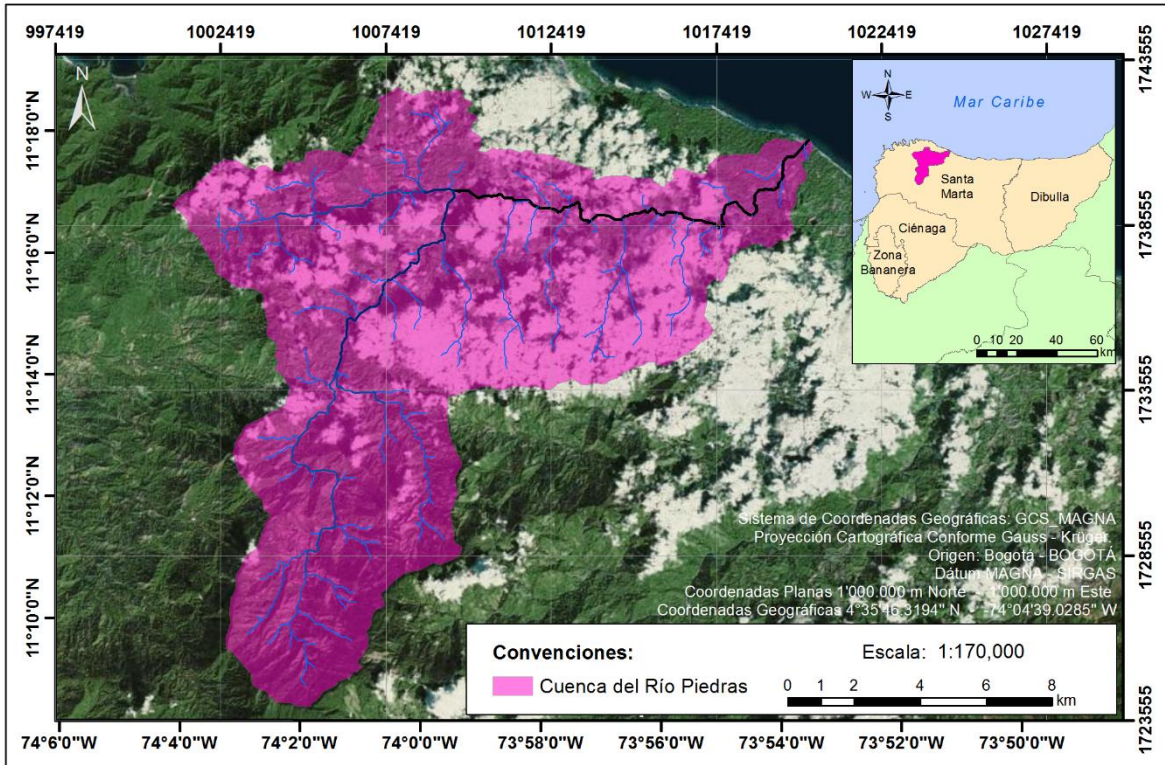 997419 1002419 1007419 1012419 1017419 1022419 1027419
N
11°18'0"N
11°16'0"N
11°14'0"N
11°12'0"N
11°10'0"N
1743555
1738555
1733555
1728555
1723555
N
W E
S
Mar Caribe
Santa
Marta
Dibulla
Ciénaga
Zona
Bananera
0 10 20 40 60
km
Sistema de Coordenadas Geográficas: GCS_MAGNA
Proyección Cartográfica Conforme Gauss - Krüger.
Origen: Bogotá - BOGOTÁ
Dátum MAGNA - SIRGAS
Coordenadas Planas 1'000.000 m Norte - 1'000.000 m Este
Coordenadas Geográficas 4°35'46.3194" N - 74°04'39.0285" W
Convenciones:
Cuenca del Río Piedras
Escala: 1:170,000
0 1 2 4 6 8
km
74°6'0"W 74°4'0"W 74°2'0"W 74°0'0"W 73°58'0"W 73°56'0"W 73°54'0"W 73°52'0"W 73°50'0"W